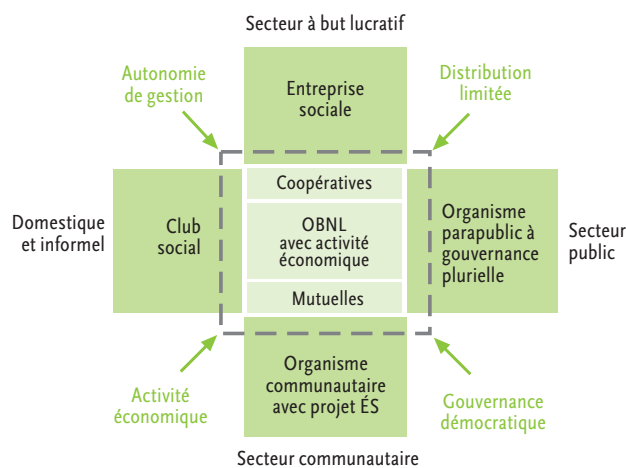 Secteur à but lucratif
Autonomie
de gestion
Entreprise
sociale
Distribution
limitée
Coopératives
Domestique
et informel
Club
social
OBNL
avec activité
économique
Organisme
parapublic à
gouvernance
plurielle
Secteur
public
Mutuelles
Activité
économique
Organisme
communautaire
avec projet ÉS
Gouvernance
démocratique
Secteur communautaire